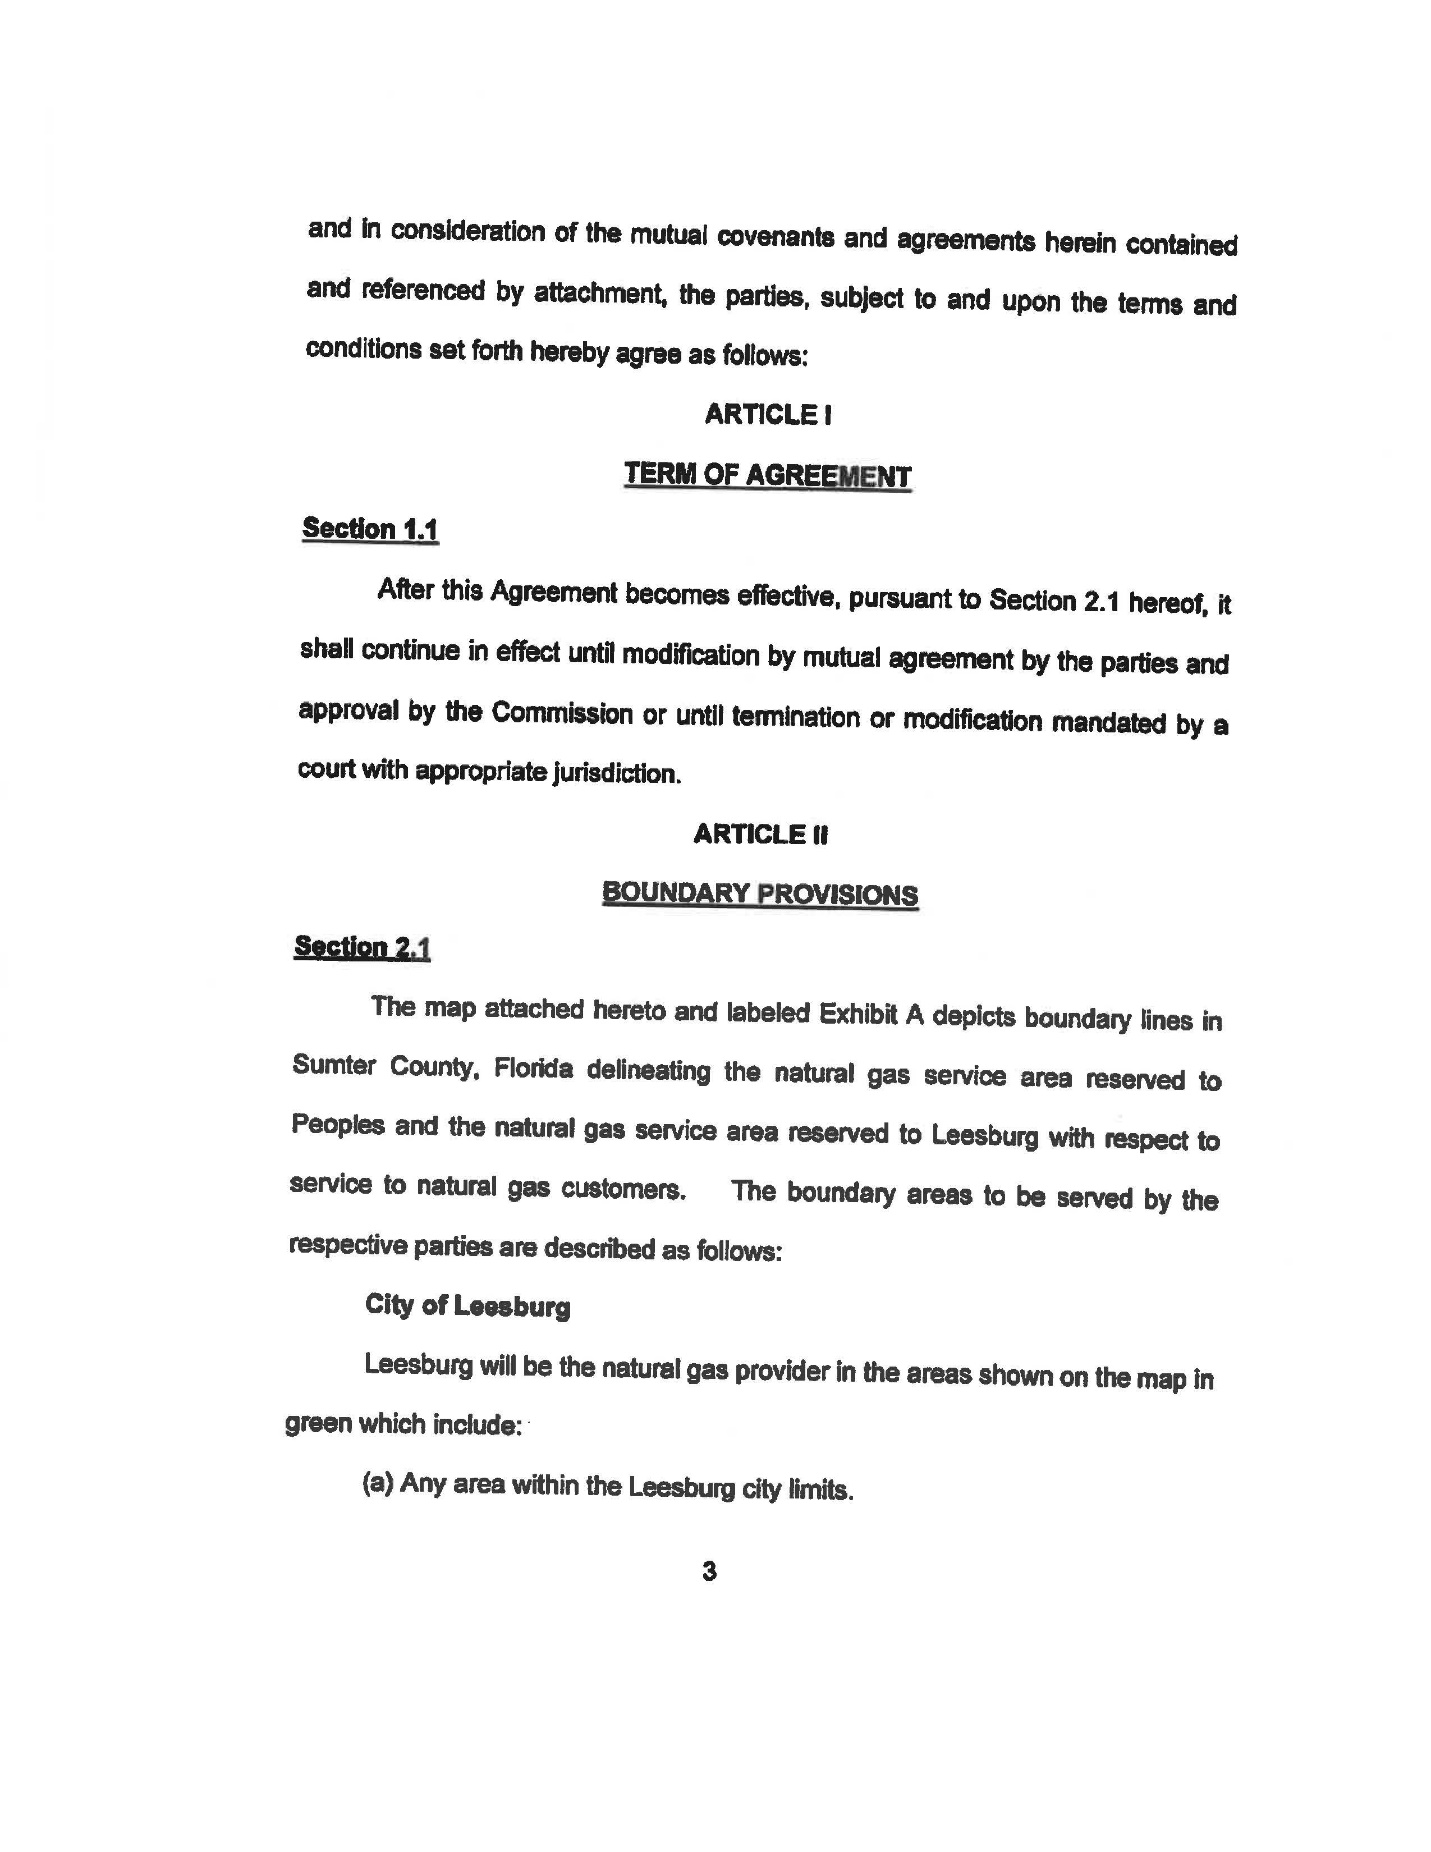 and in consideration of the mutual covenants and agreements herein contained
and referenced by attachment, the parties, subject to and upon the terms and
conditions set forth hereby agree as follows:
ARTICLE I
TERM OF AGREEMENT
Section 1.1
After this Agreement becomes effective, pursuant to Section 2.1 hereof, it
shall continue in effect until modification by mutual agreement by the parties and
approval by the Commission or until termination or modification mandated by a
court with appropriate jurisdiction.
ARTICLE II
BOUNDARY PROVISIONS
Section 2.1
The map attached hereto and labeled Exhibit A depicts boundary lines in
Sumter County, Florida delineating the natural gas service area reserved to
Peoples and the natural gas service area reserved to Leesburg with respect to
service to natural gas customers. The boundary areas to be served by the
respective parties are described as follows:
City of Leesburg
Leesburg will be the natural gas provider in the areas shown on the map in
green which include:
(a) Any area within the Leesburg city limits.
3